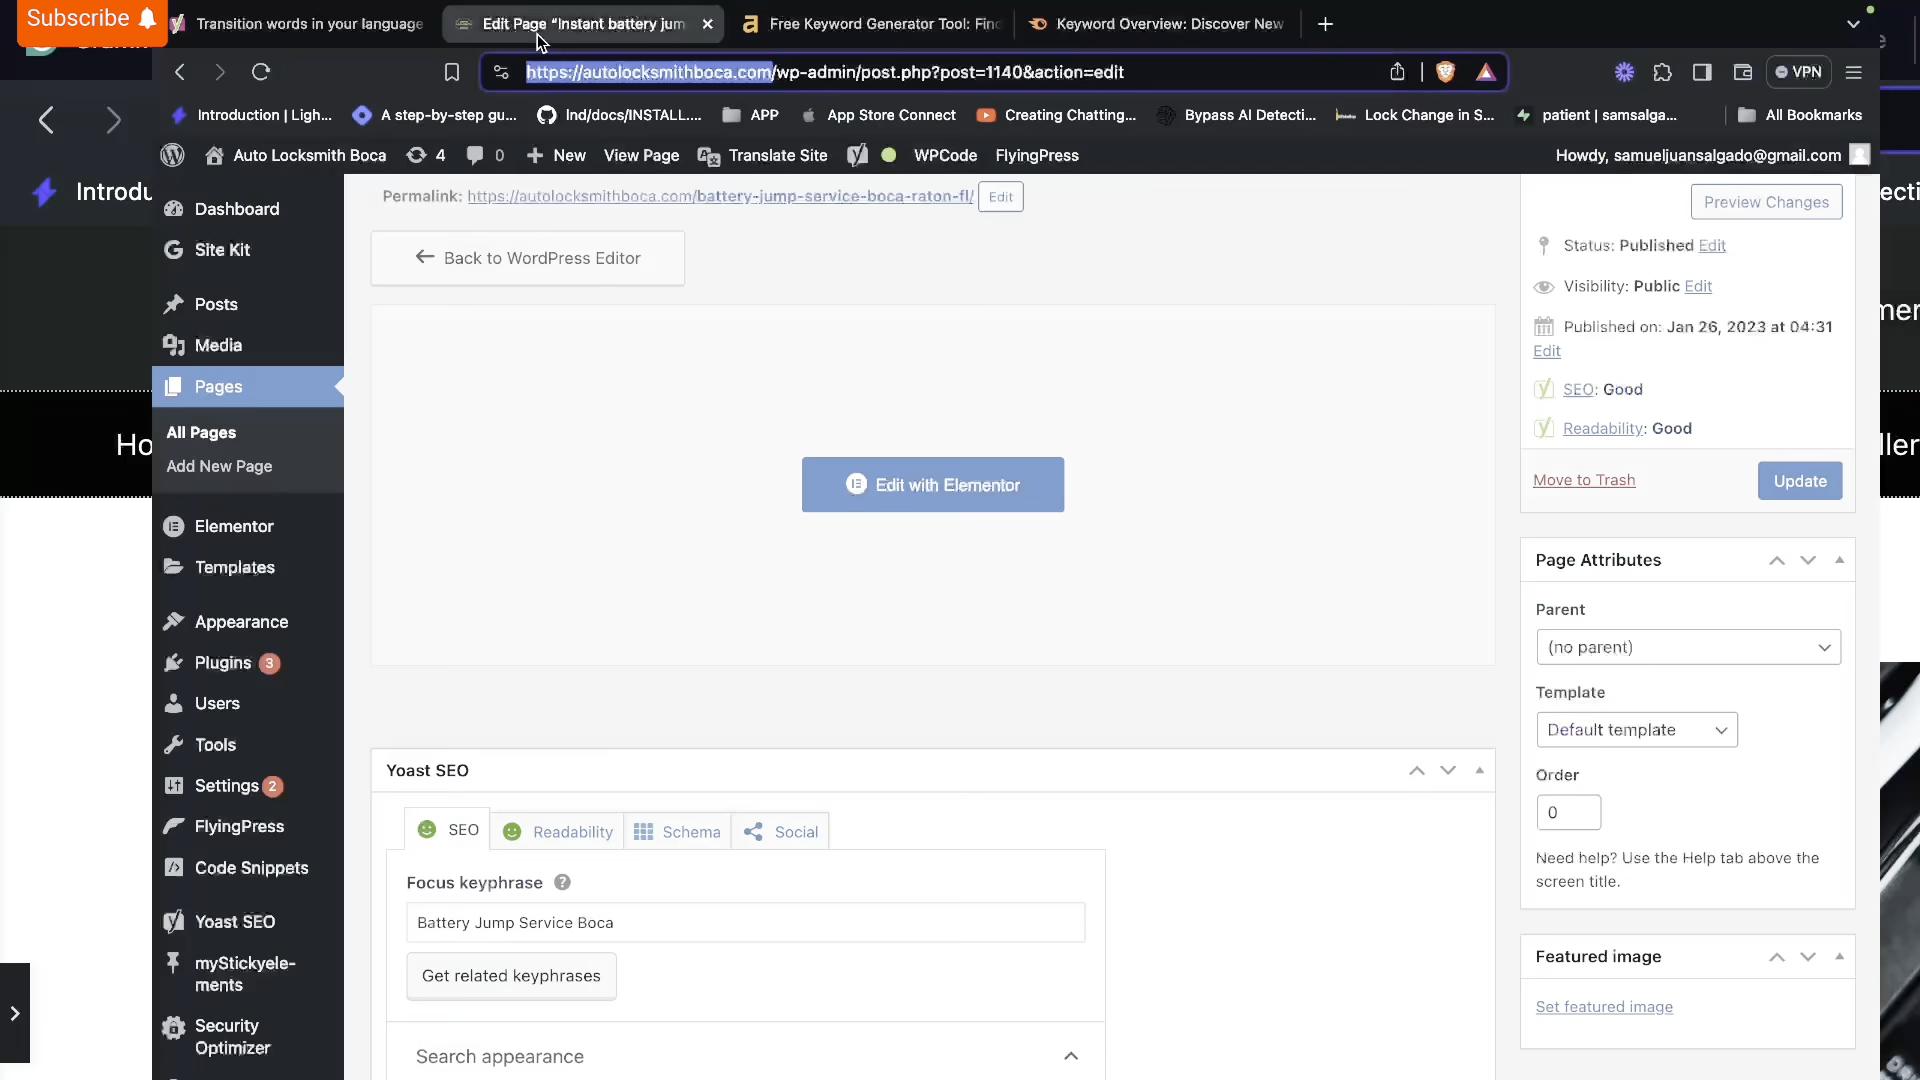 Subscribe
Transition words in your language
Edit Page “Instant battery jum
Free Keyword Generator Tool: Fin
Keyword Overview: Discover New
https://autolocksmithboca.com/wp-admin/post.php?post=1140&action=edit
VPN
Introduction | Ligh...
A step-by-step gu...
lnd/docs/INSTALL....
APP
App Store Connect
Creating Chatting...
Bypass AI Detecti...
Lock Change in S...
patient | samsalga...
All Bookmarks
Auto Locksmith Boca
4
0
New
View Page
Translate Site
WPCode
FlyingPress
Howdy, samueljuansalgado@gmail.com
Introdu
ecti
Dashboard
Site Kit
Posts
Media
Pages
All Pages
Add New Page
Elementor
Templates
Appearance
Plugins 3
Users
Tools
Settings 2
FlyingPress
Code Snippets
Yoast SEO
myStickyele-
ments
Security
Optimizer
Ho
Permalink: https://autolocksmithboca.com/battery-jump-service-boca-raton-fl/ Edit
Back to WordPress Editor
Edit with Elementor
Yoast SEO
SEO
Readability
Schema
Social
Focus keyphrase
Battery Jump Service Boca
Get related keyphrases
Search appearance
Preview Changes
Status: Published Edit
Visibility: Public Edit
Published on: Jan 26, 2023 at 04:31
Edit
SEO: Good
Readability: Good
Move to Trash
Update
Page Attributes
Parent
(no parent)
Template
Default template
Order
0
Need help? Use the Help tab above the
screen title.
Featured image
Set featured image
mer
ller